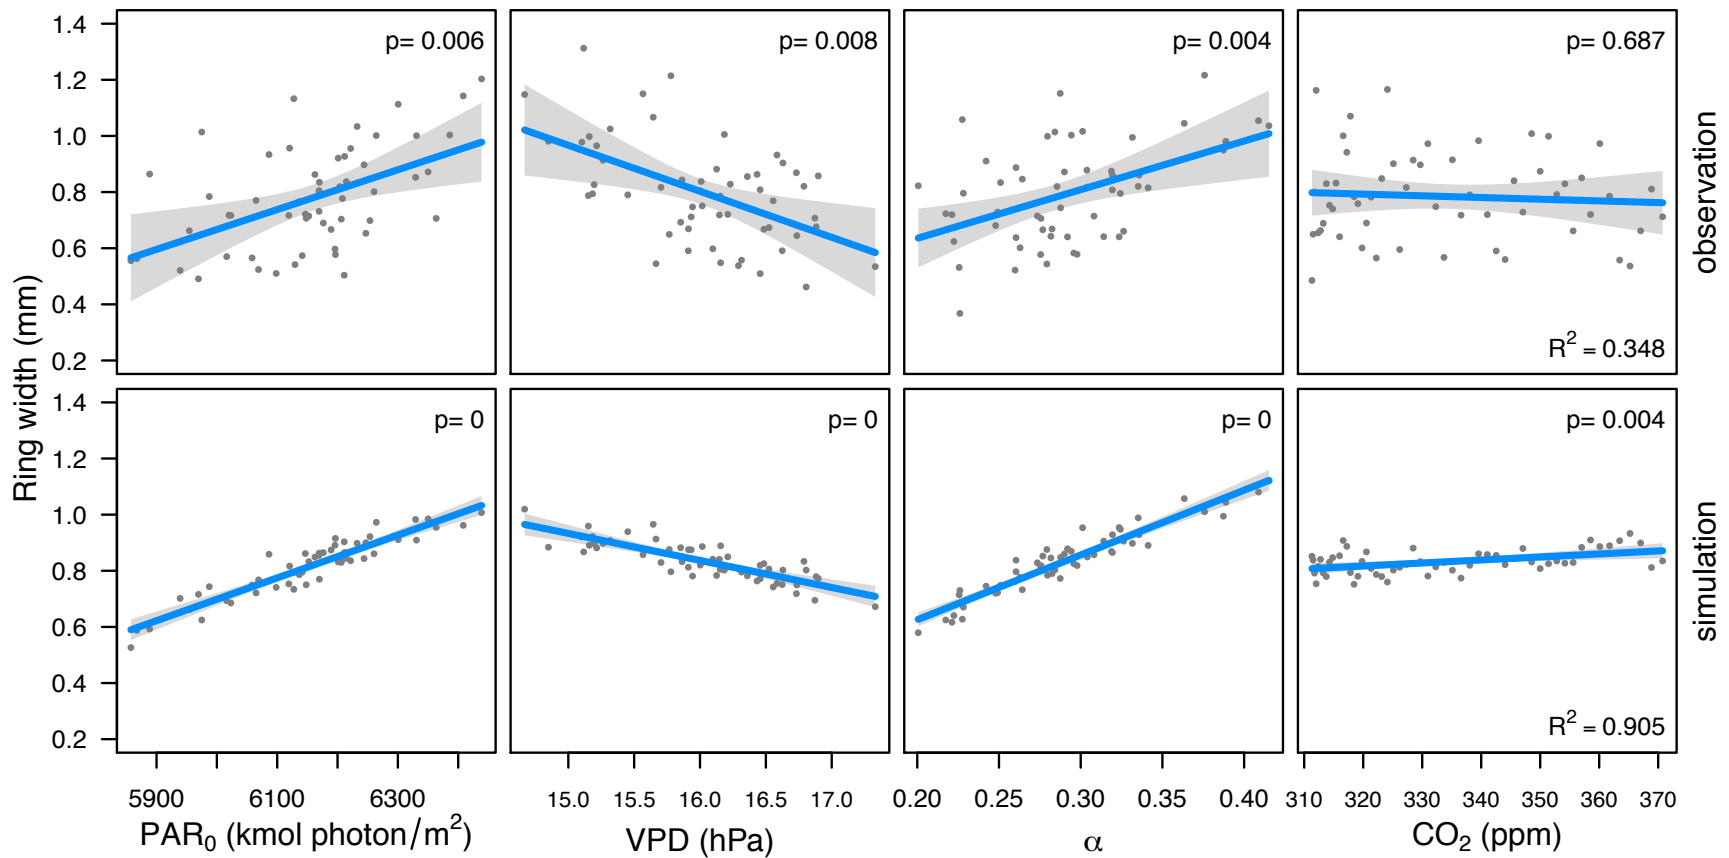 1.4
1.2
1.0
0.8
0.6
0.4
0.2
p= 0.006
p= 0.008
p= 0.004
p= 0.687
R² = 0.348
observation
Ring width (mm)
1.4
1.2
1.0
0.8
0.6
0.4
0.2
p= 0
p= 0
p= 0
p= 0.004
R² = 0.905
simulation
5900 6100 6300
15.0 15.5 16.0 16.5 17.0
0.20 0.25 0.30 0.35 0.40
310 320 330 340 350 360 370
PAR₀ (kmol photon/m²)
VPD (hPa)
α
CO₂ (ppm)